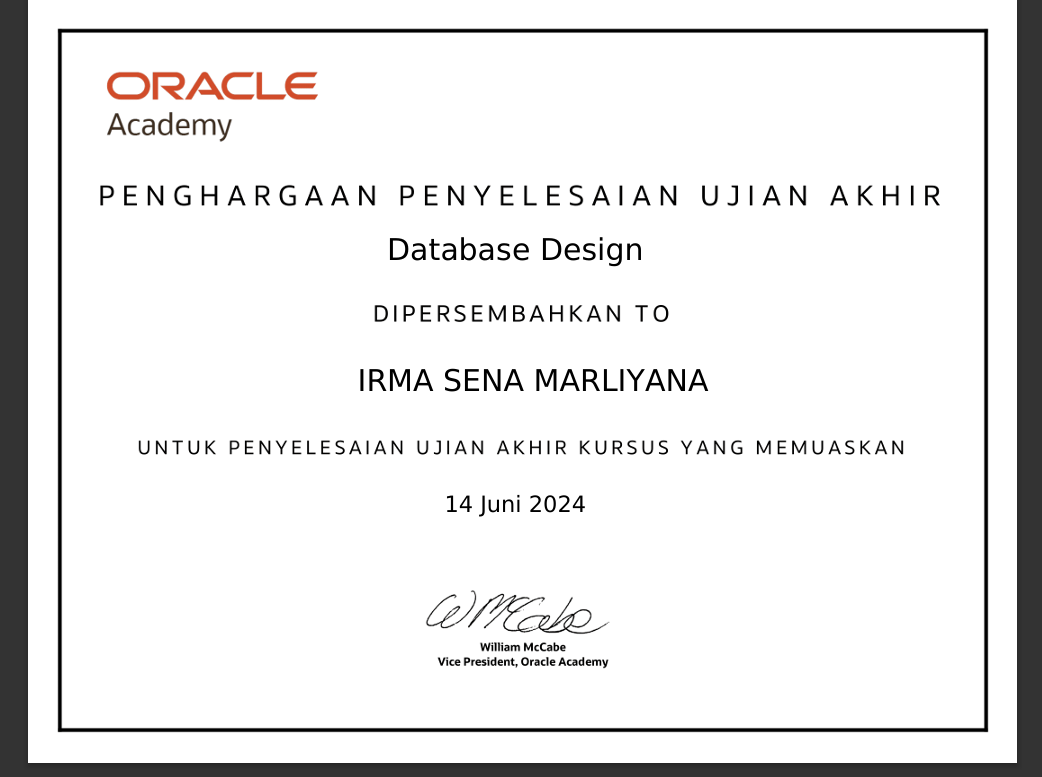 ORACLE
Academy
PENGHARGAAN PENYELESAIAN UJIAN AKHIR
Database Design
DIPERSEMBAHKAN TO
IRMA SENA MARLIYANA
UNTUK PENYELESAIAN UJIAN AKHIR KURSUS YANG MEMUASKAN
14 Juni 2024
W McCabe
William McCabe
Vice President, Oracle Academy